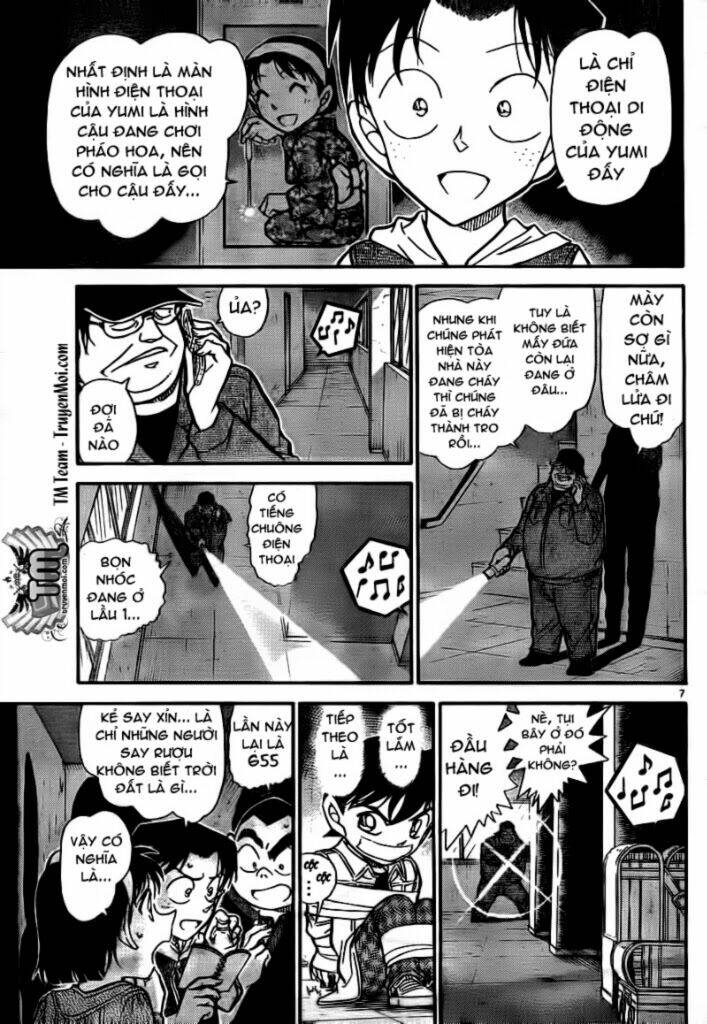 LÀ CHỈ
ĐIỆN
THOẠI DI
ĐỘNG
CỦA YUMI
ĐẤY
NHẤT ĐỊNH LÀ MÀN
HÌNH ĐIỆN THOẠI
CỦA YUMI LÀ HÌNH
CẬU ĐANG CHƠI
PHÁO HOA, NÊN
CÓ NGHĨA LÀ GỌI
CHO CẬU ĐẤY...
MÀY
CÒN
SỢ GÌ
NỮA,
CHÂM
LỬA ĐI
CHỨ!
TUY LÀ
KHÔNG BIẾT
MẤY ĐỨA
CÒN LẠI
ĐANG Ở
ĐÂU...
NHƯNG KHI
CHÚNG PHÁT
HIỆN TÒA
NHÀ NÀY
ĐANG CHÁY
THÌ CHÚNG
ĐÃ BỊ CHÁY
THÀNH TRO
RỒI...
ỦA?
ĐỢI
ĐÃ
NÀO
CÓ
TIẾNG
CHUÔNG
ĐIỆN
THOẠI
BỌN
NHỐC
ĐANG Ở
LẦU 1...
TM Team - TruyenMoi.com
TM
truyenmoi.com
7
NÈ, TỤI
BÂY Ở ĐÓ
PHẢI
KHÔNG?
ĐẦU
HÀNG
ĐI!
TỐT
LẮM,
...
TIẾP
THEO
LÀ
...
CỘC
CỘC
...
LẦN NÀY
LẠI LÀ
G55
KẺ SAY XỈN... LÀ
CHỈ NHỮNG NGƯỜI
SAY RƯỢU
KHÔNG BIẾT TRỜI
ĐẤT LÀ GÌ...
VẬY CÓ
NGHĨA
LÀ...